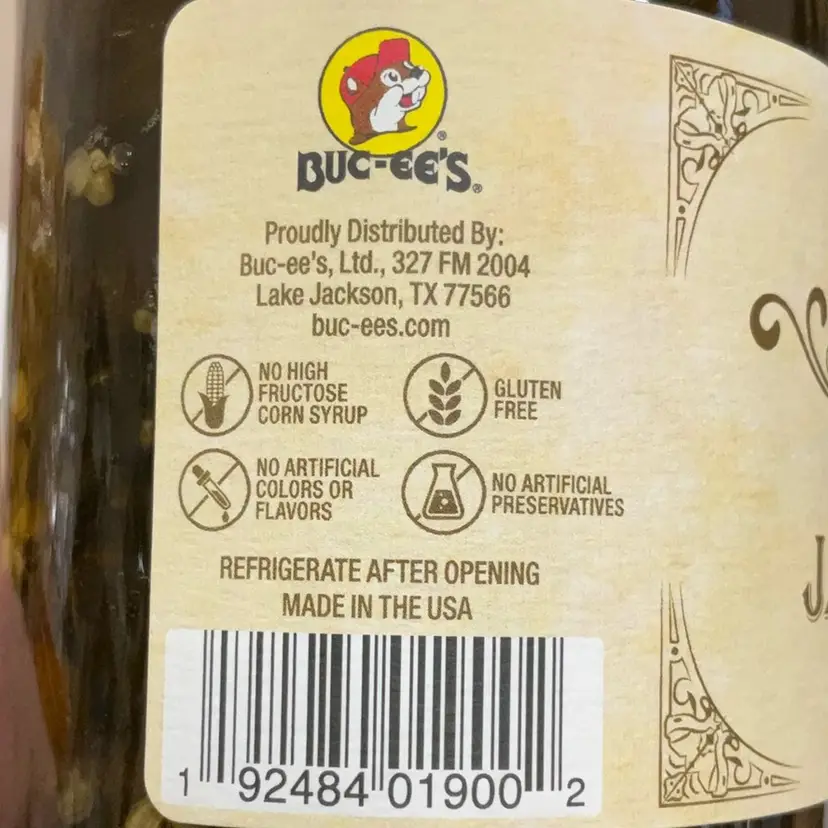 BUC-EE'S®
Proudly Distributed By:
Buc-ee's, Ltd., 327 FM 2004
Lake Jackson, TX 77566
buc-ees.com
NO HIGH
FRUCTOSE
CORN SYRUP
GLUTEN
FREE
NO ARTIFICIAL
COLORS OR
FLAVORS
NO ARTIFICIAL
PRESERVATIVES
REFRIGERATE AFTER OPENING
MADE IN THE USA
1 92484 01900 2